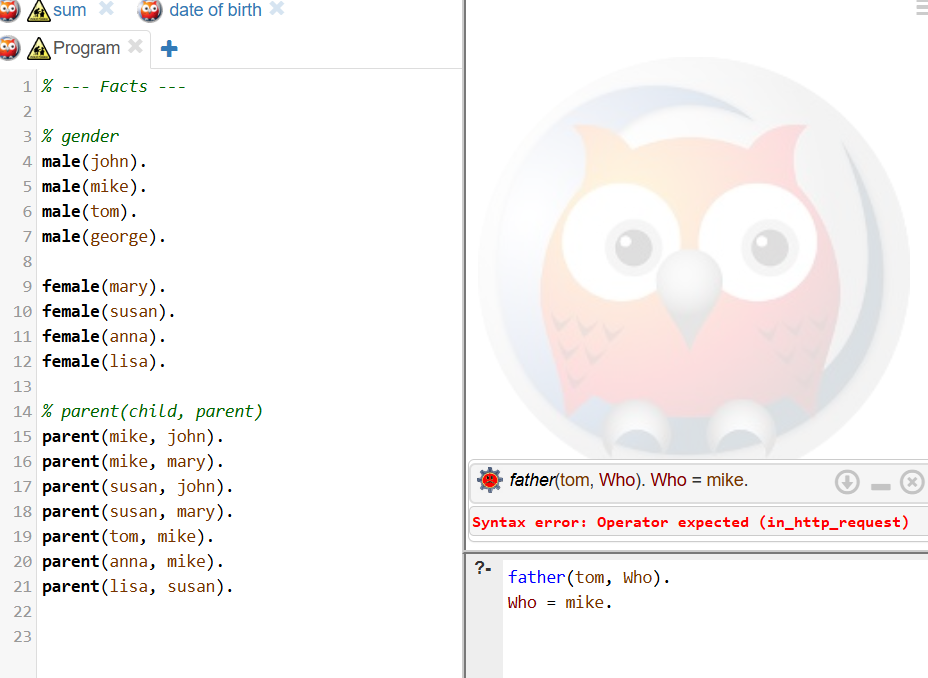 sum date of birth
Program
1 % --- Facts ---
2
3 % gender
4 male(john).
5 male(mike).
6 male(tom).
7 male(george).
8
9 female(mary).
10 female(susan).
11 female(anna).
12 female(lisa).
13
14 % parent(child, parent)
15 parent(mike, john).
16 parent(mike, mary).
17 parent(susan, john).
18 parent(susan, mary).
19 parent(tom, mike).
20 parent(anna, mike).
21 parent(lisa, susan).
22
23
father(tom, Who). Who = mike.
Syntax error: Operator expected (in_http_request)
?- father(tom, Who).
Who = mike.